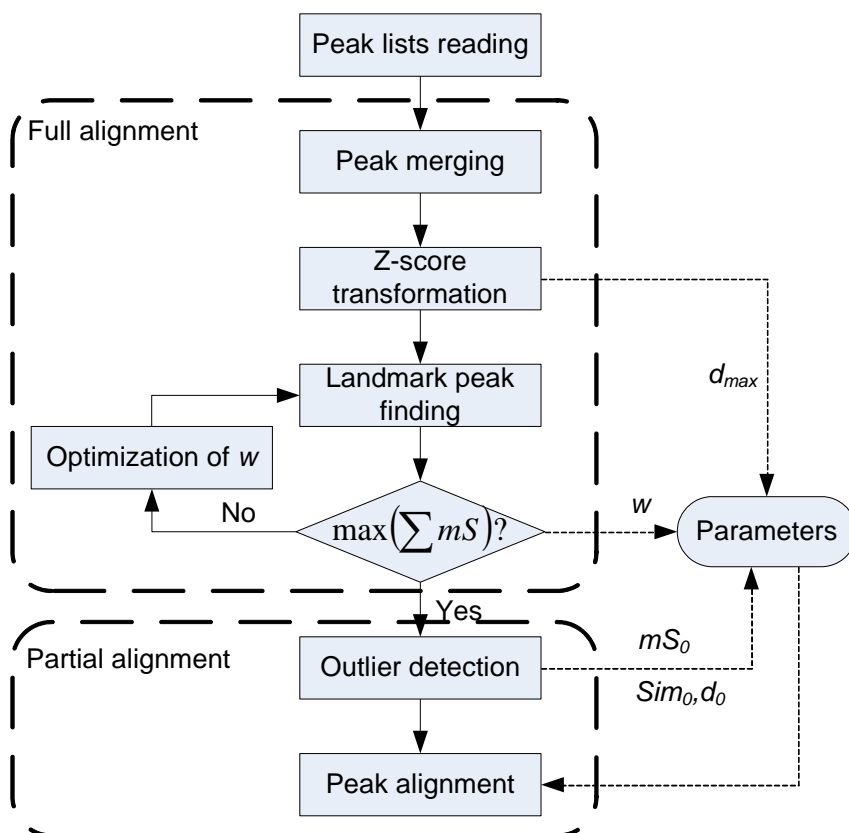 Peak lists reading
Full alignment
Peak merging
Z-score
transformation
d_max
Landmark peak
finding
Optimization of w
No
max(∑ mS)?
w
Parameters
Yes
Partial alignment
Outlier detection
mS_0
Sim_0,d_0
Peak alignment